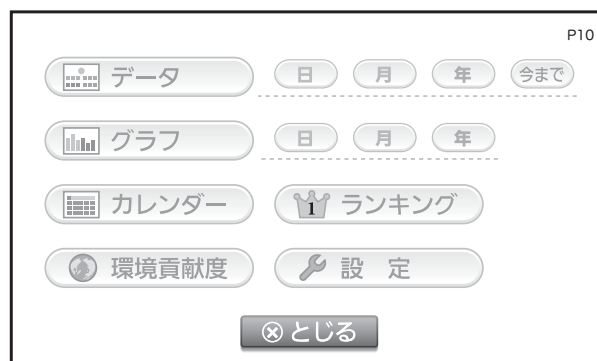 P10
データ 日 月 年 今まで
グラフ 日 月 年
カレンダー 1 ランキング
環境貢献度 設 定
とじる